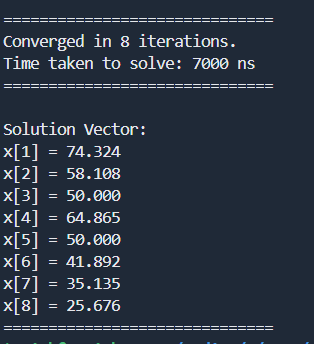 ==============================
Converged in 8 iterations.
Time taken to solve: 7000 ns
==============================
Solution Vector:
x[1] = 74.324
x[2] = 58.108
x[3] = 50.000
x[4] = 64.865
x[5] = 50.000
x[6] = 41.892
x[7] = 35.135
x[8] = 25.676
==============================